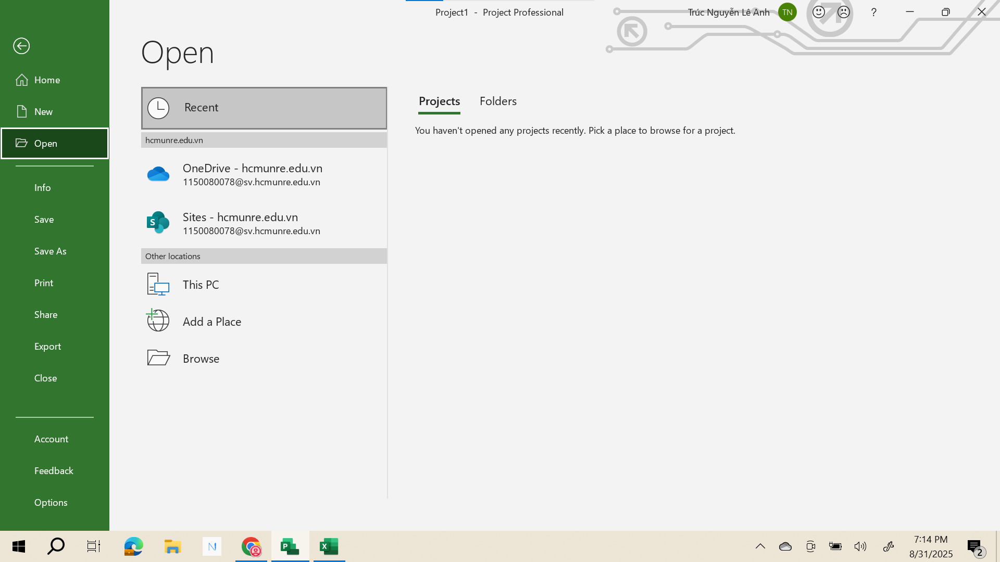 Project1 - Project Professional
Trúc Nguyễn Lê Anh
TN
?
Open
Home
New
Open
Info
Save
Save As
Print
Share
Export
Close
Account
Feedback
Options
Recent
hcmunre.edu.vn
OneDrive - hcmunre.edu.vn
1150080078@sv.hcmunre.edu.vn
S
Sites - hcmunre.edu.vn
1150080078@sv.hcmunre.edu.vn
Other locations
This PC
Add a Place
Browse
Projects
Folders
You haven't opened any projects recently. Pick a place to browse for a project.
N
P
X
7:14 PM
8/31/2025
2